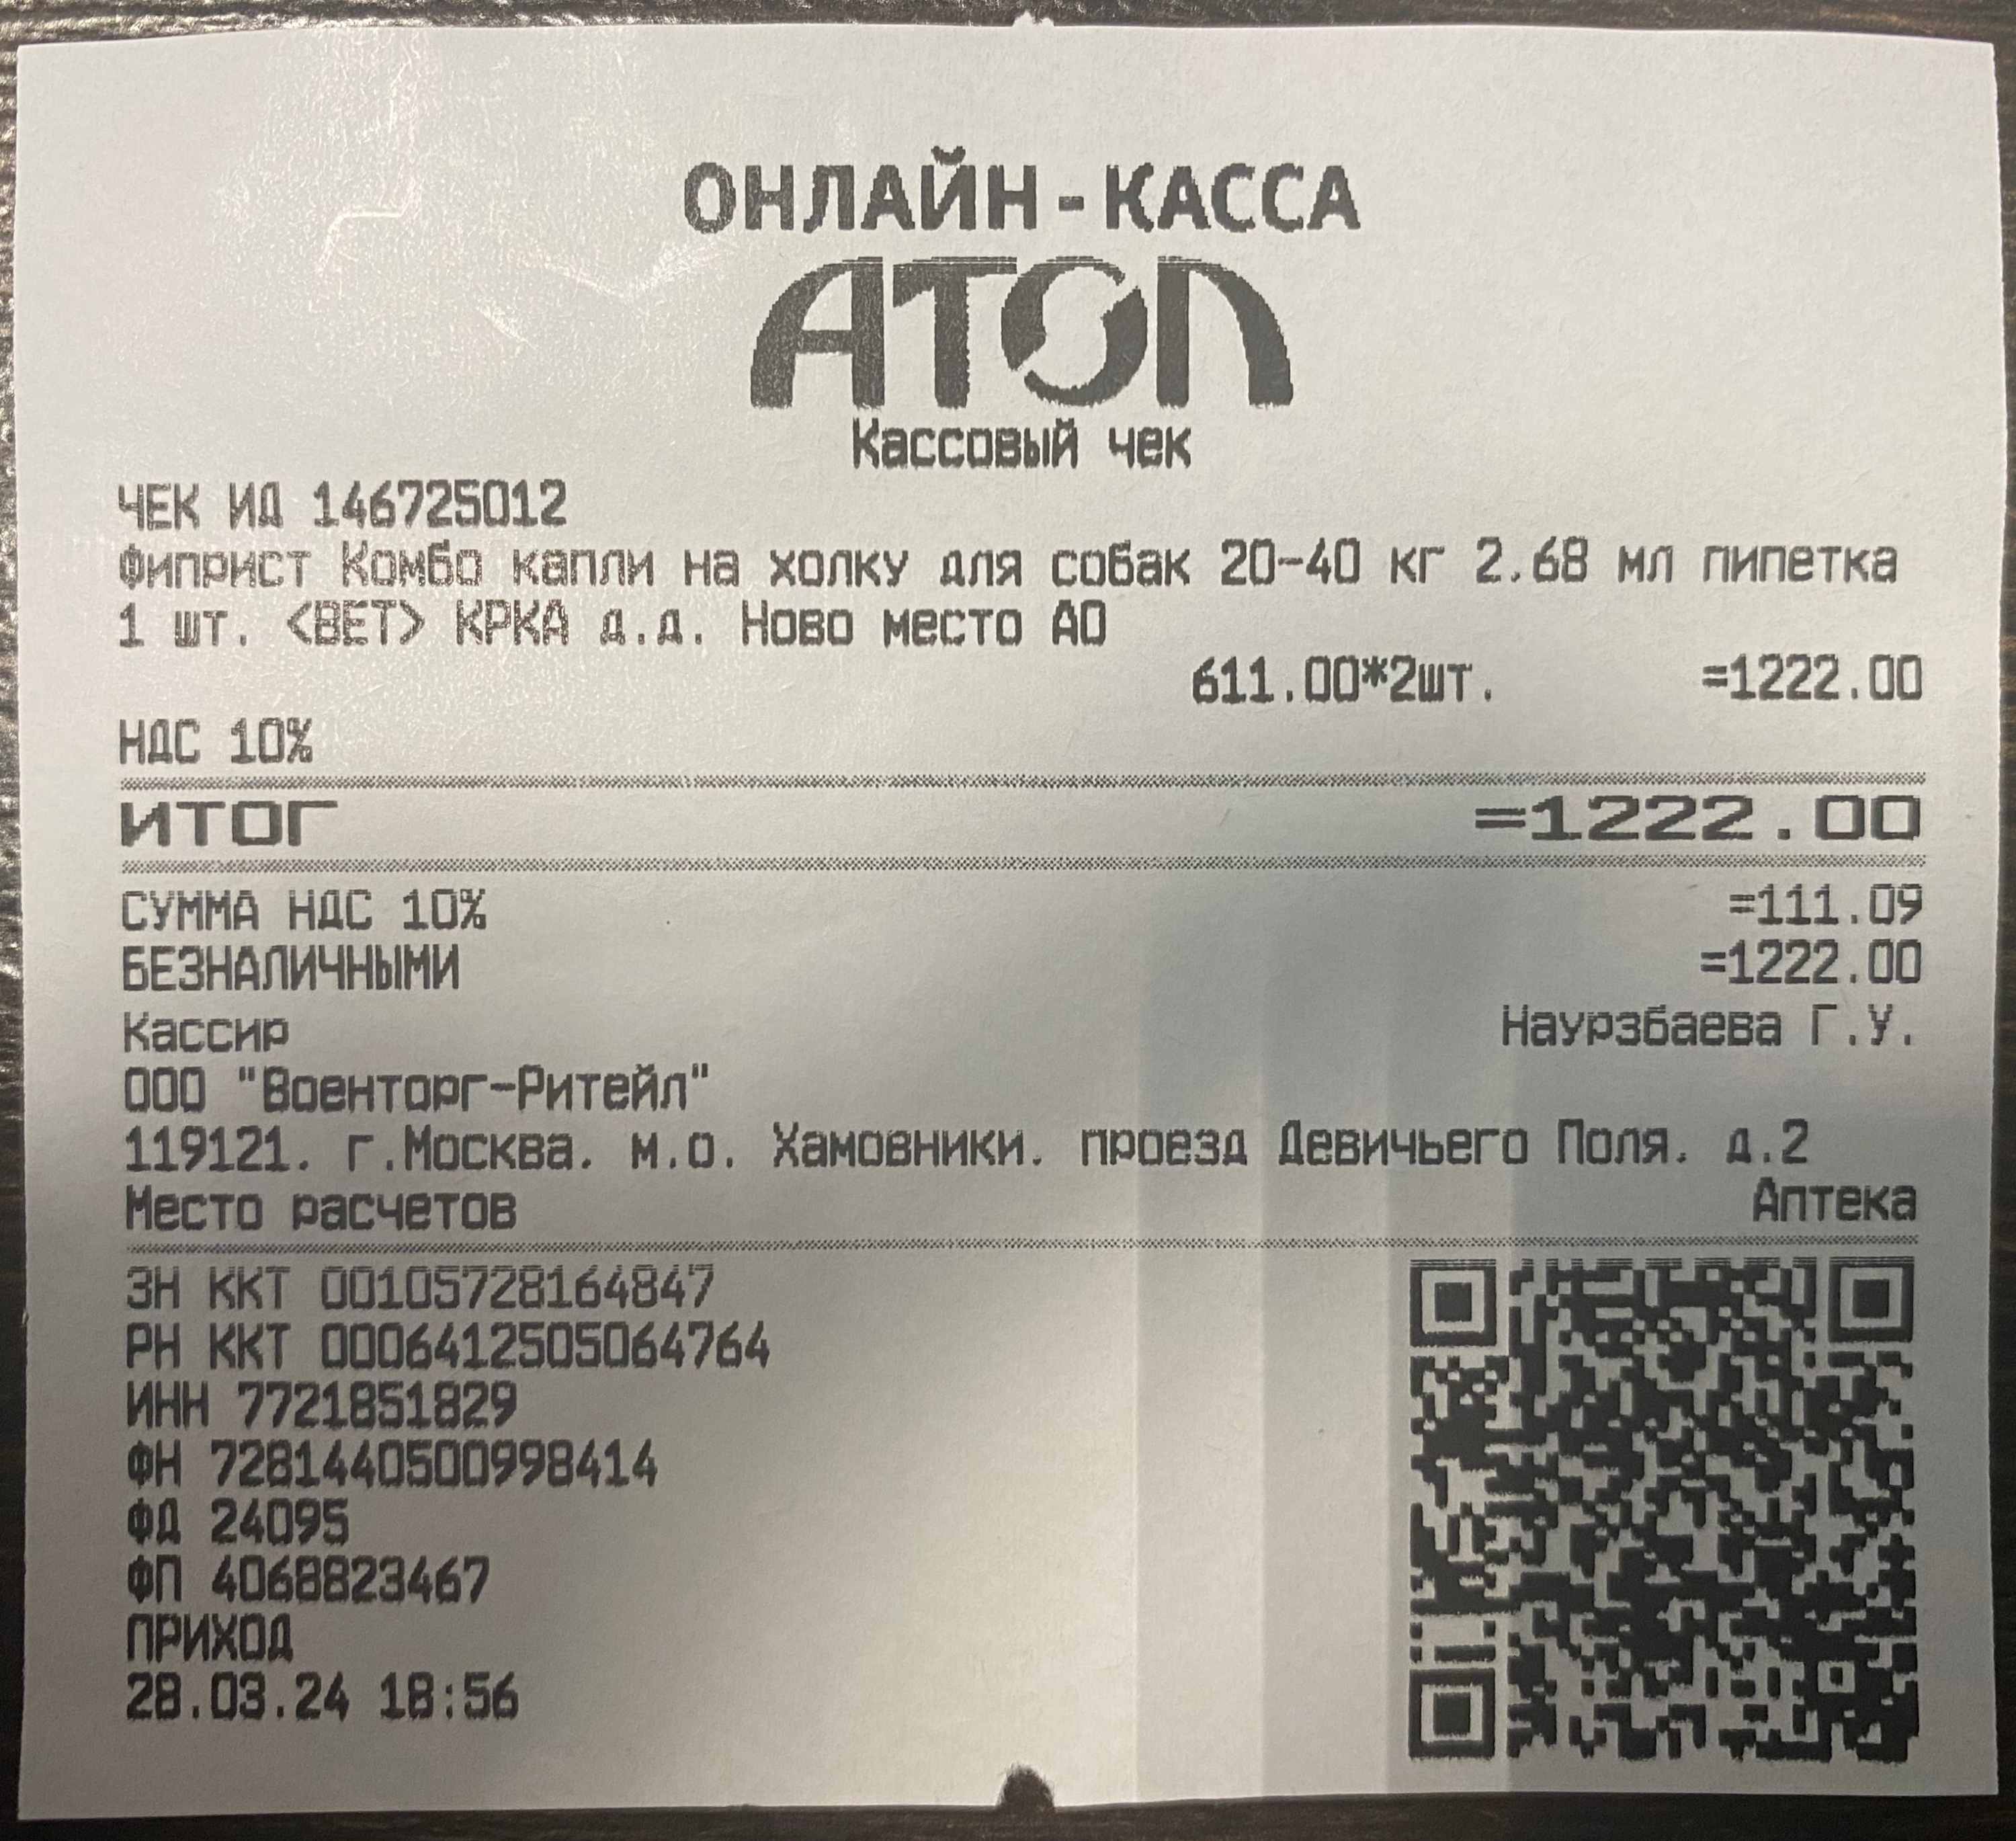 ОНЛАЙН-КАССА
АТОЛ
Кассовый чек
ЧЕК ИД 146725012
Фиприст Комбо капли на холку для собак 20-40 кг 2.68 мл пипетка
1 шт. <ВЕТ> КРКА д.д. Ново место АО
611.00*2шт. =1222.00
НДС 10%
ИТОГ =1222.00
СУММА НДС 10% =111.09
БЕЗНАЛИЧНЫМИ =1222.00
Кассир Наурзбаева Г.У.
ООО "Военторг-Ритейл"
119121. г.Москва. м.о. Хамовники. проезд Девичьего Поля. д.2
Место расчетов Аптека
ЗН ККТ 00105728164847
РН ККТ 0006412505064764
ИНН 7721851829
ФН 7281440500998414
ФД 24095
ФП 4068823467
ПРИХОД
28.03.24 18:56